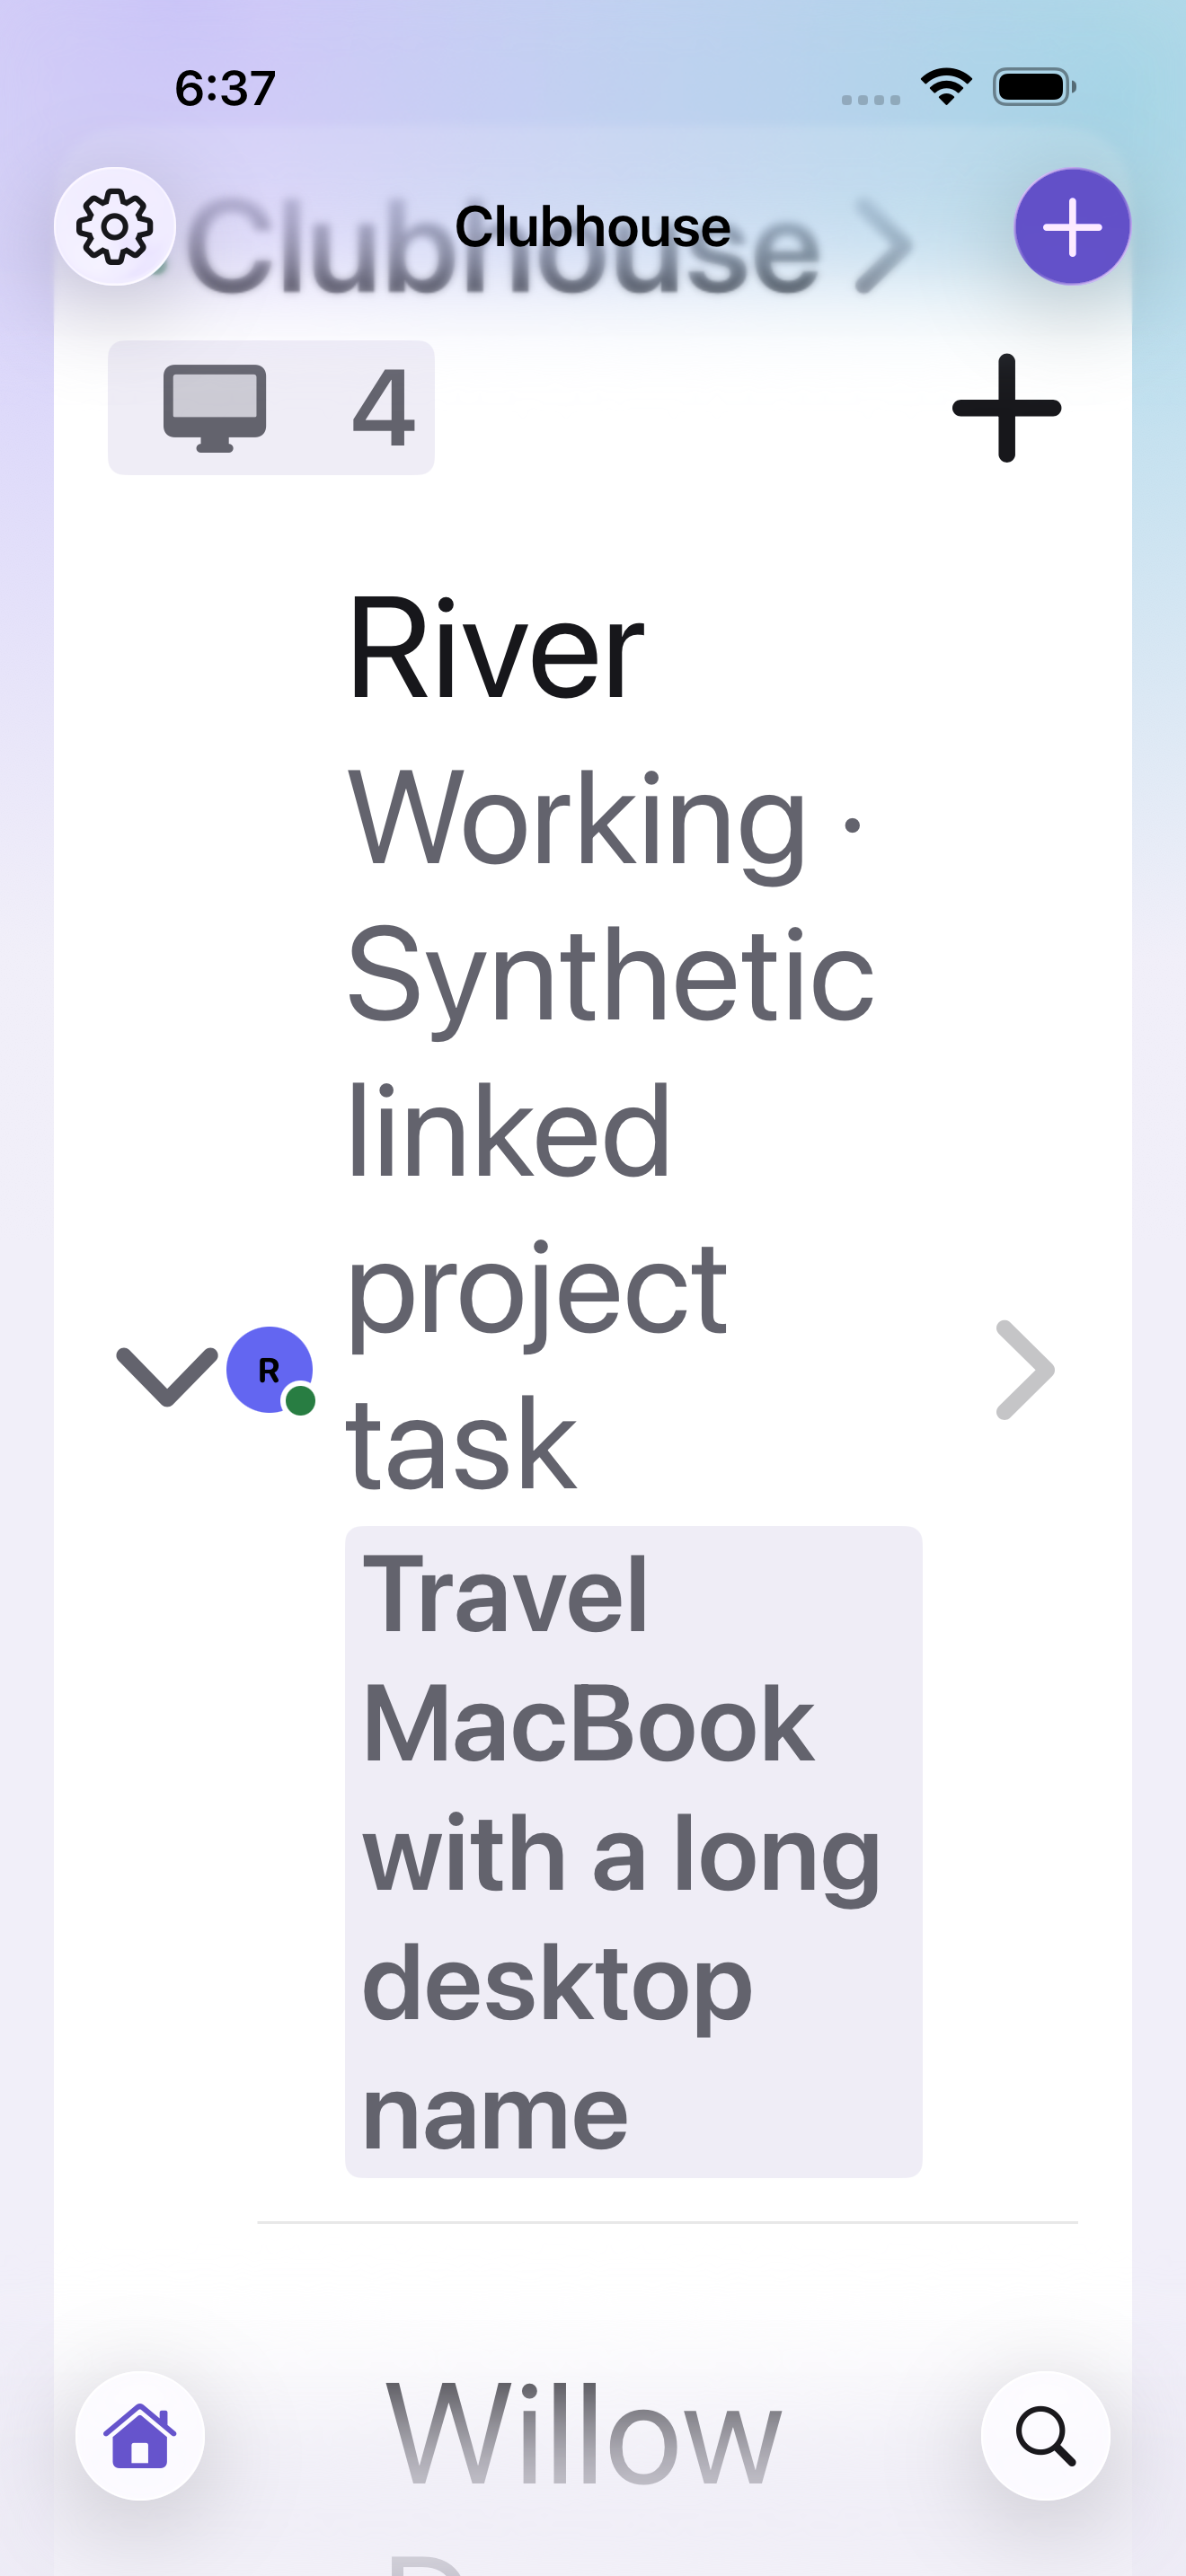 6:37
Clubhouse
Clubhouse
4
River
Working ·
Synthetic
linked
project
task
R
Travel
MacBook
with a long
desktop
name
Willow